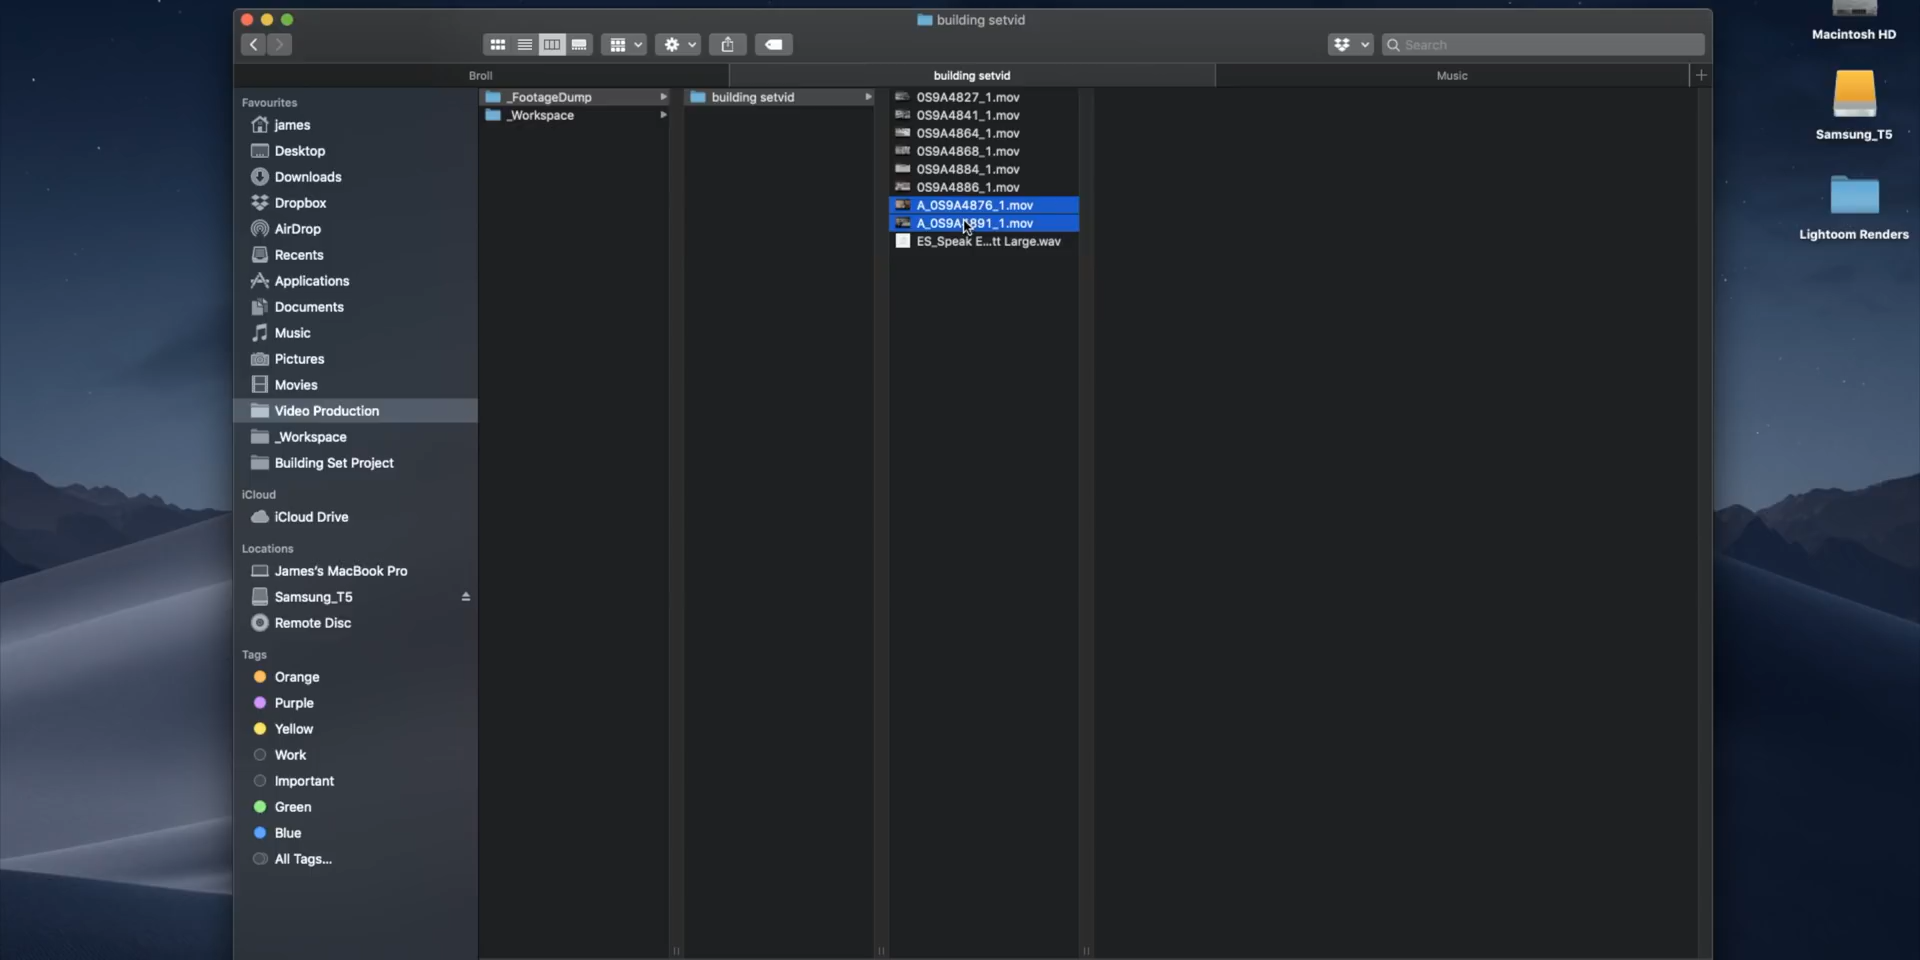 building setvid
Search
Broll
building setvid
Music
Favourites
james
Desktop
Downloads
Dropbox
AirDrop
Recents
Applications
Documents
Music
Pictures
Movies
Video Production
_Workspace
Building Set Project
iCloud
iCloud Drive
Locations
James's MacBook Pro
Samsung_T5
Remote Disc
Tags
Orange
Purple
Yellow
Work
Important
Green
Blue
All Tags...
_FootageDump
_Workspace
building setvid
0S9A4827_1.mov
0S9A4841_1.mov
0S9A4864_1.mov
0S9A4868_1.mov
0S9A4884_1.mov
0S9A4886_1.mov
A_0S9A4876_1.mov
A_0S9A4891_1.mov
ES_Speak E...tt Large.wav
Macintosh HD
Samsung_T5
Lightoom Renders